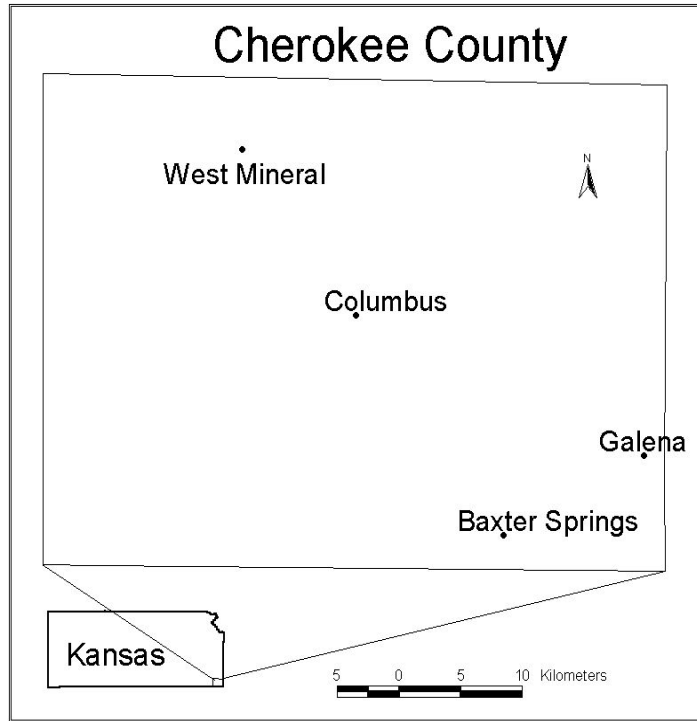 Cherokee County
N
West Mineral
Columbus
Galena
Baxter Springs
Kansas
5 0 5 10 Kilometers